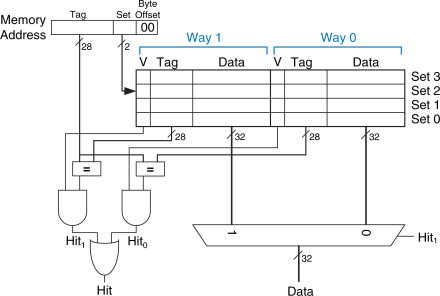 Byte
Memory Tag Set Offset
Address 00
28 2
Way 1 Way 0
V Tag Data V Tag Data
Set 3
Set 2
Set 1
Set 0
28 32 28 32
= =
1 0
Hit1 Hit0 Hit1
32
Hit Data